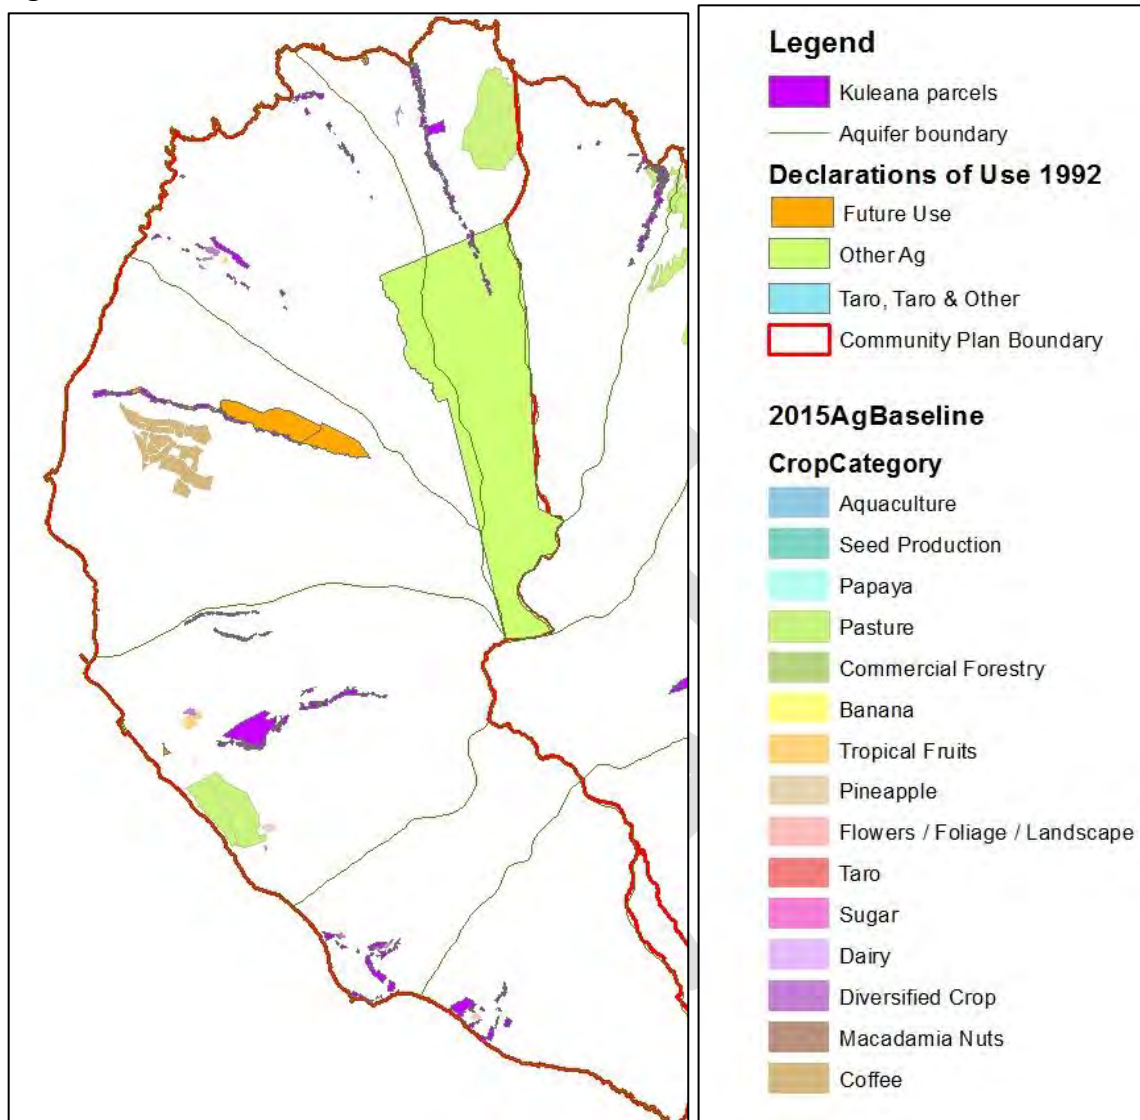 Legend
Kuleana parcels
Aquifer boundary
Declarations of Use 1992
Future Use
Other Ag
Taro, Taro & Other
Community Plan Boundary
2015AgBaseline
CropCategory
Aquaculture
Seed Production
Papaya
Pasture
Commercial Forestry
Banana
Tropical Fruits
Pineapple
Flowers / Foliage / Landscape
Taro
Sugar
Dairy
Diversified Crop
Macadamia Nuts
Coffee